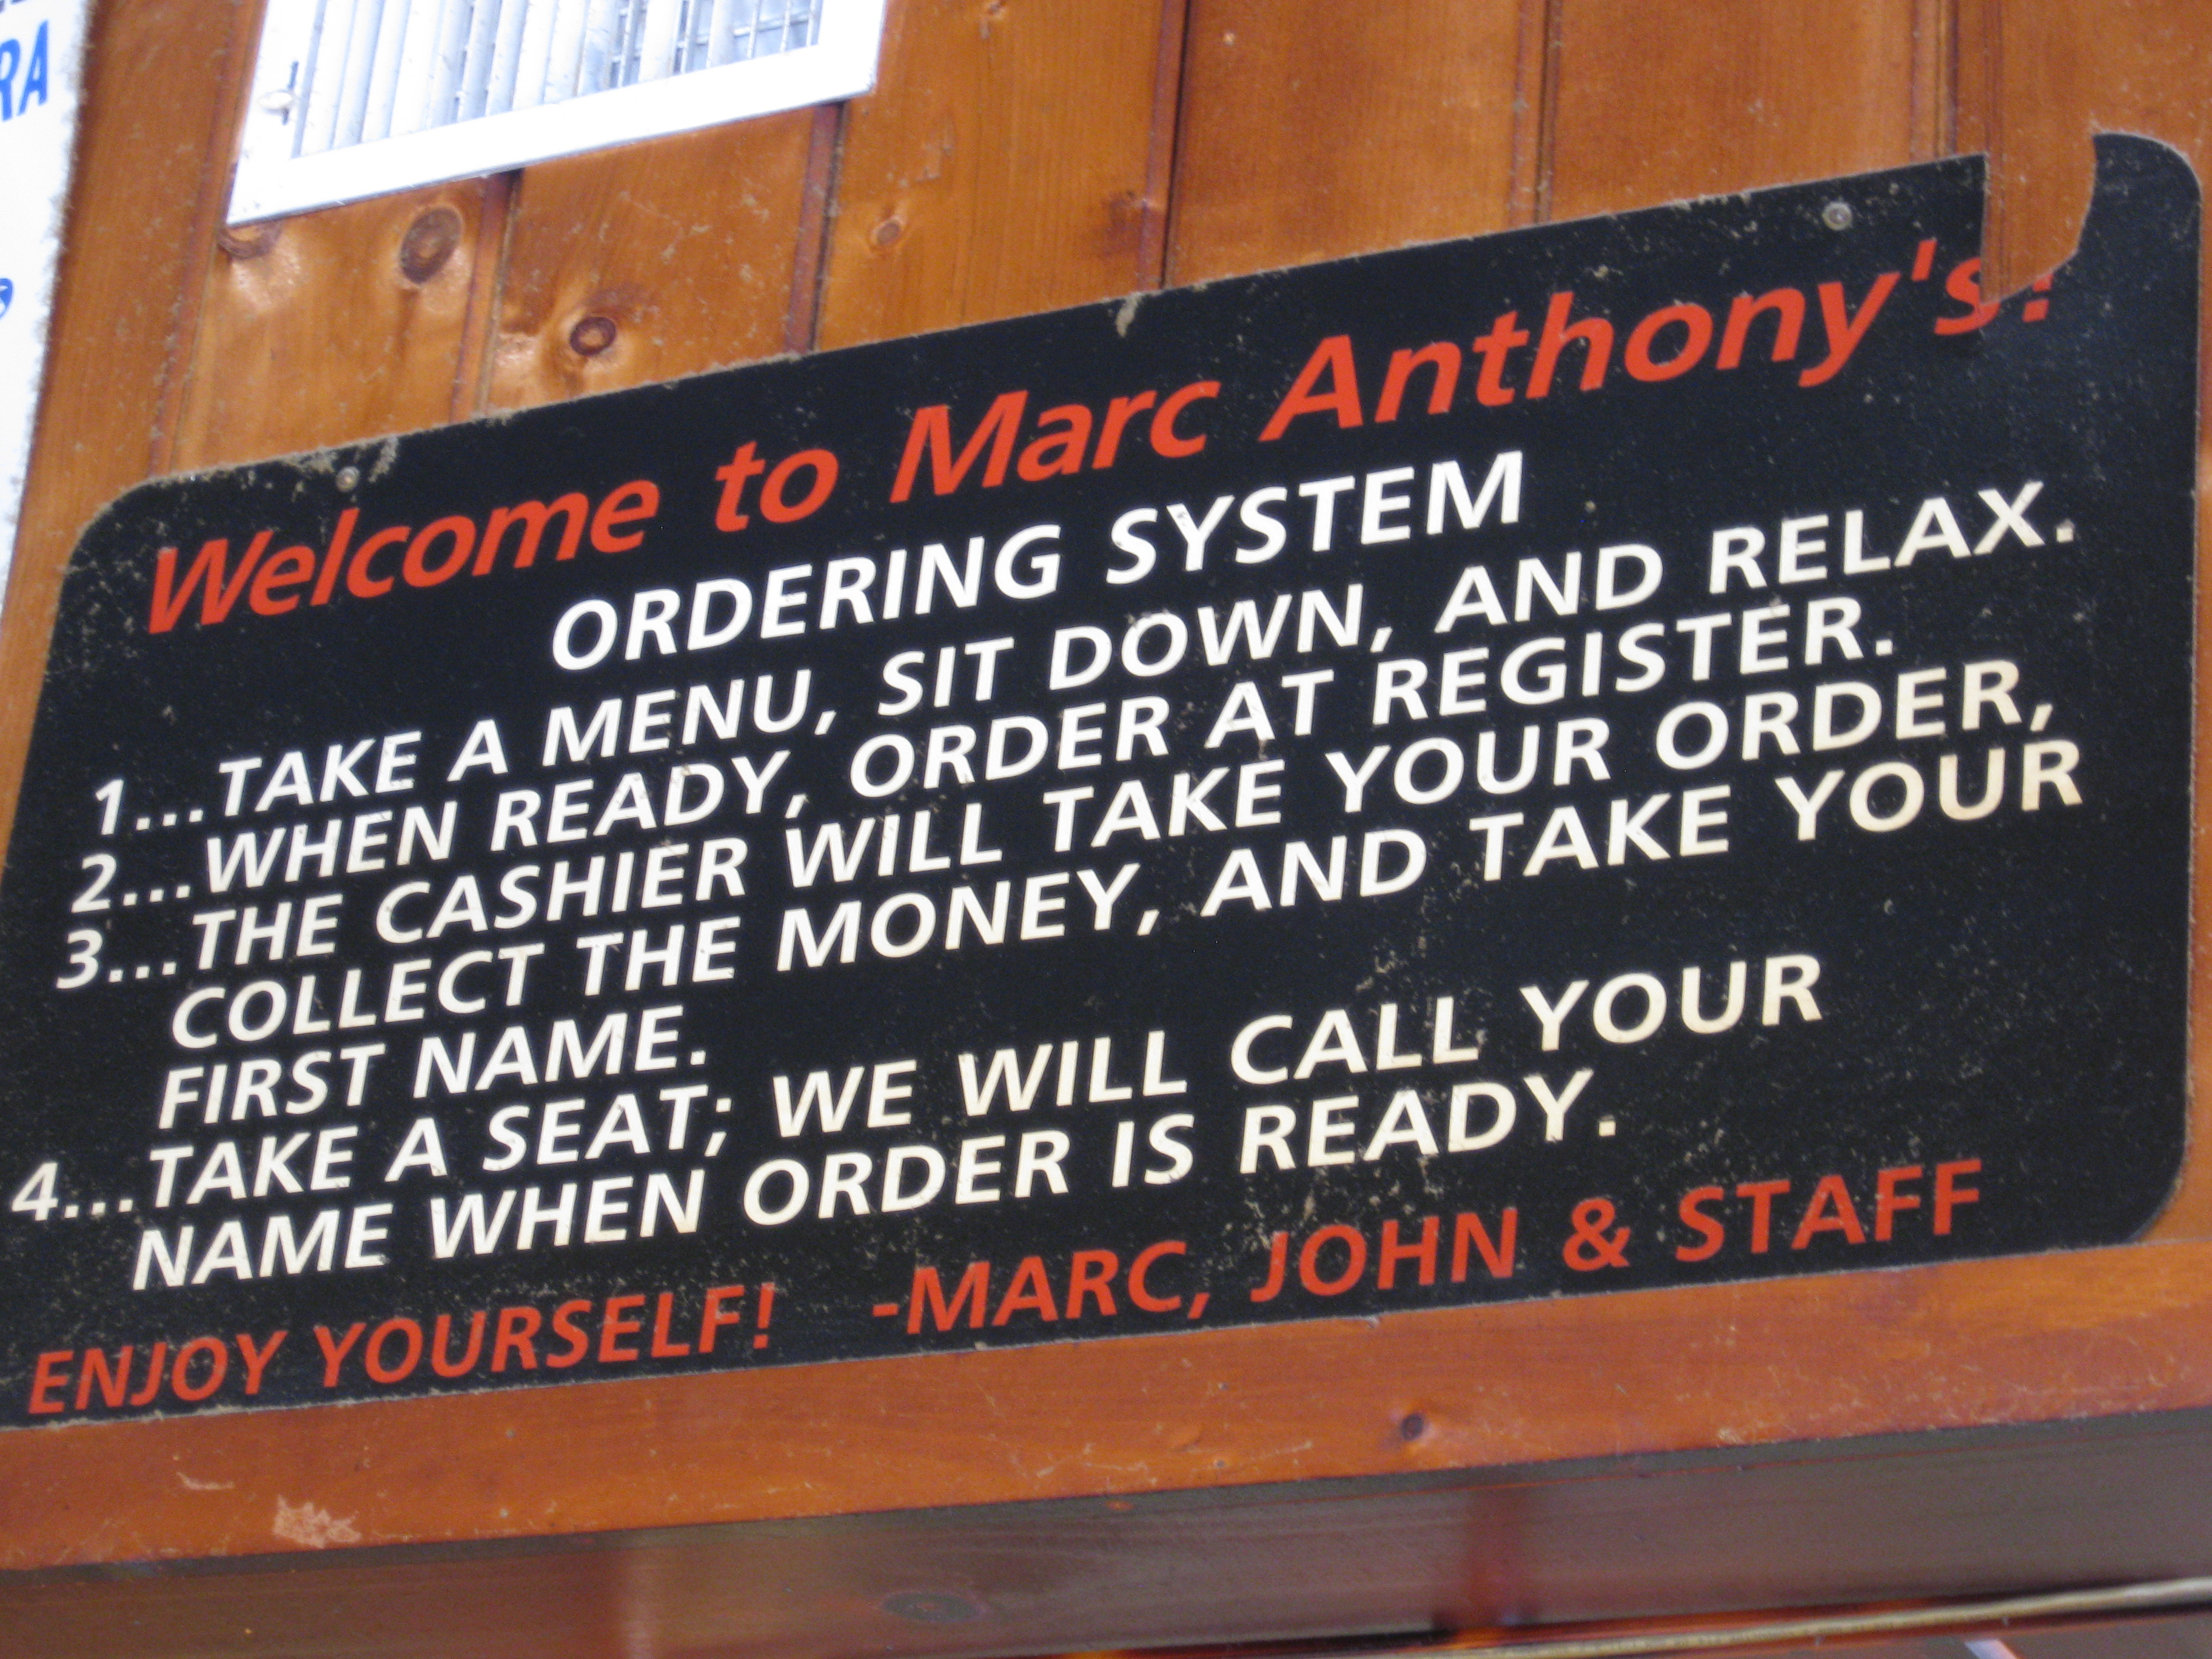 RA
Welcome to Marc Anthony's!
ORDERING SYSTEM
1...TAKE A MENU, SIT DOWN, AND RELAX.
2...WHEN READY, ORDER AT REGISTER.
3...THE CASHIER WILL TAKE YOUR ORDER,
COLLECT THE MONEY, AND TAKE YOUR
FIRST NAME.
4...TAKE A SEAT; WE WILL CALL YOUR
NAME WHEN ORDER IS READY.
ENJOY YOURSELF! -MARC, JOHN & STAFF